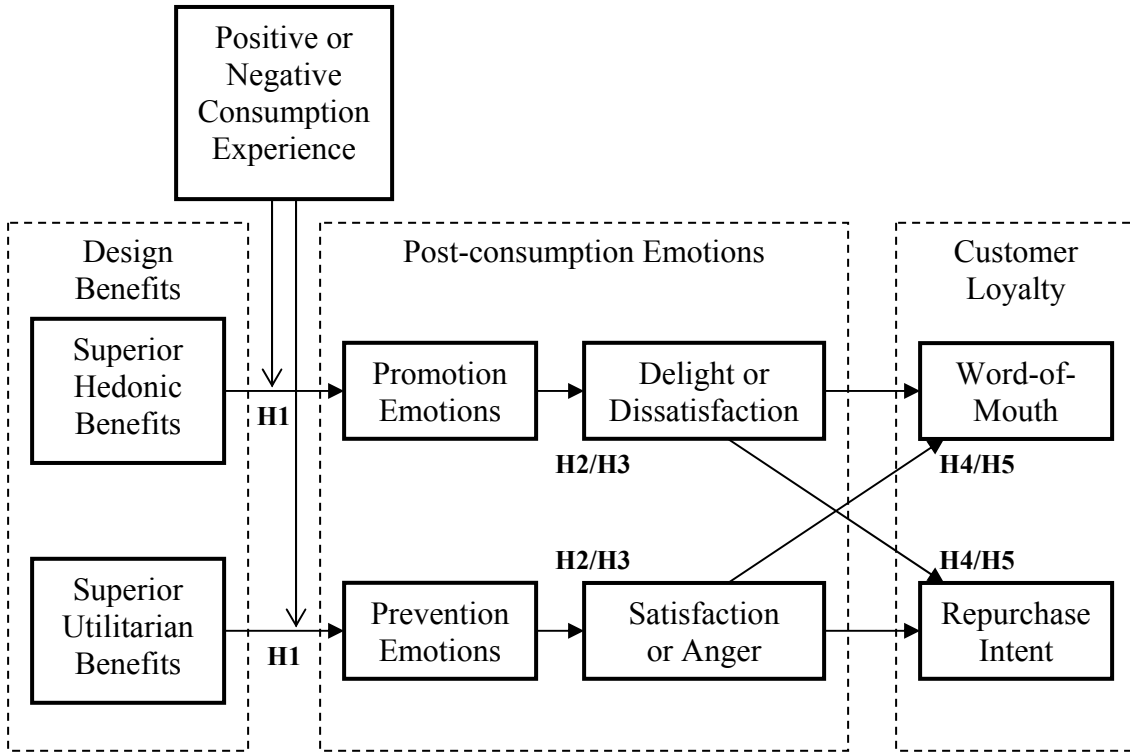 Positive or
Negative
Consumption
Experience
Design
Benefits
Post-consumption Emotions
Customer
Loyalty
Superior
Hedonic
Benefits
H1
Promotion
Emotions
Delight or
Dissatisfaction
Word-of-
Mouth
H2/H3
H4/H5
Superior
Utilitarian
Benefits
H1
Prevention
Emotions
H2/H3
Satisfaction
or Anger
H4/H5
Repurchase
Intent